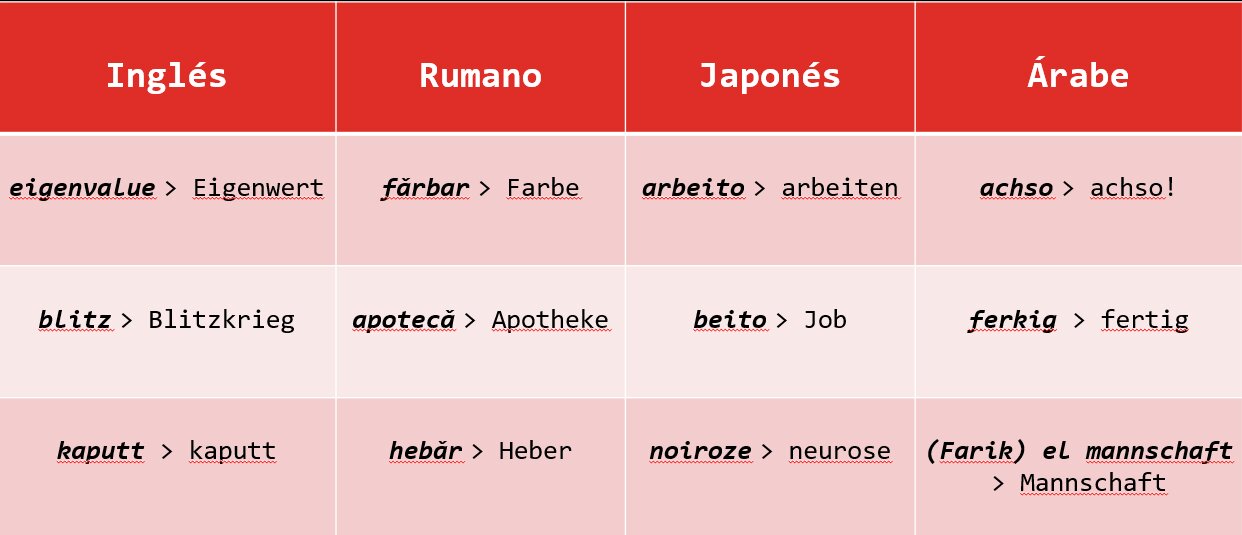 Inglés Rumano Japonés Árabe
eigenvalue > Eigenwert fărbar > Farbe arbeito > arbeiten achso > achso!
blitz > Blitzkrieg apotecă > Apotheke beito > Job ferkig > fertig
kaputt > kaputt hebăr > Heber noiroze > neurose (Farik) el mannschaft
> Mannschaft